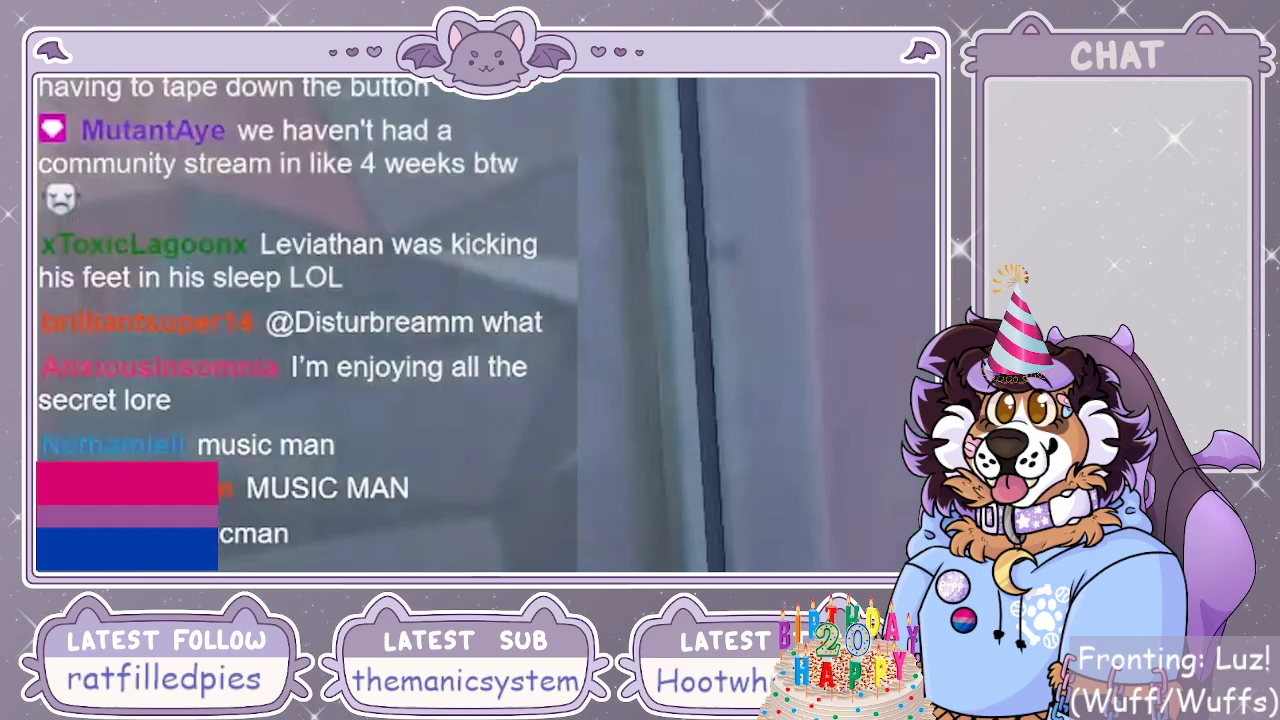 having to tape down the button
MutantAye we haven't had a
community stream in like 4 weeks btw
xToxicLagoonx Leviathan was kicking
his feet in his sleep LOL
brilliantsuper14 @Disturbreamm what
AnxiousInsomnia I'm enjoying all the
secret lore
music man
MUSIC MAN
cman
CHAT
LATEST FOLLOW
ratfilledpies
LATEST SUB
themanicsystem
LATEST
Hootwh
BIRTHDAY
20
HAPPY
Fronting: Luz!
(Wuff/Wuffs)